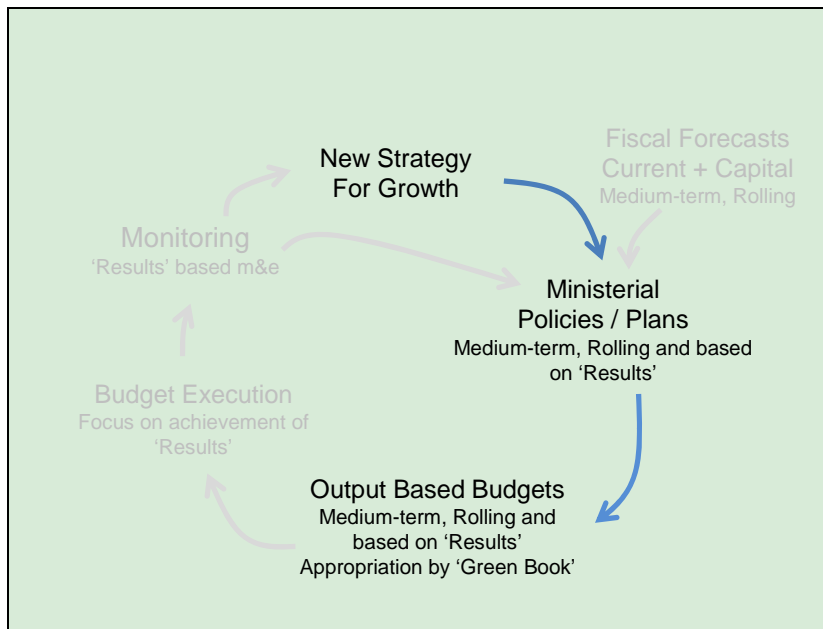 New Strategy
For Growth
Fiscal Forecasts
Current + Capital
Medium-term, Rolling
Monitoring
‘Results’ based m&e
Ministerial
Policies / Plans
Medium-term, Rolling and based
on ‘Results’
Budget Execution
Focus on achievement of
‘Results’
Output Based Budgets
Medium-term, Rolling and
based on ‘Results’
Appropriation by ‘Green Book’